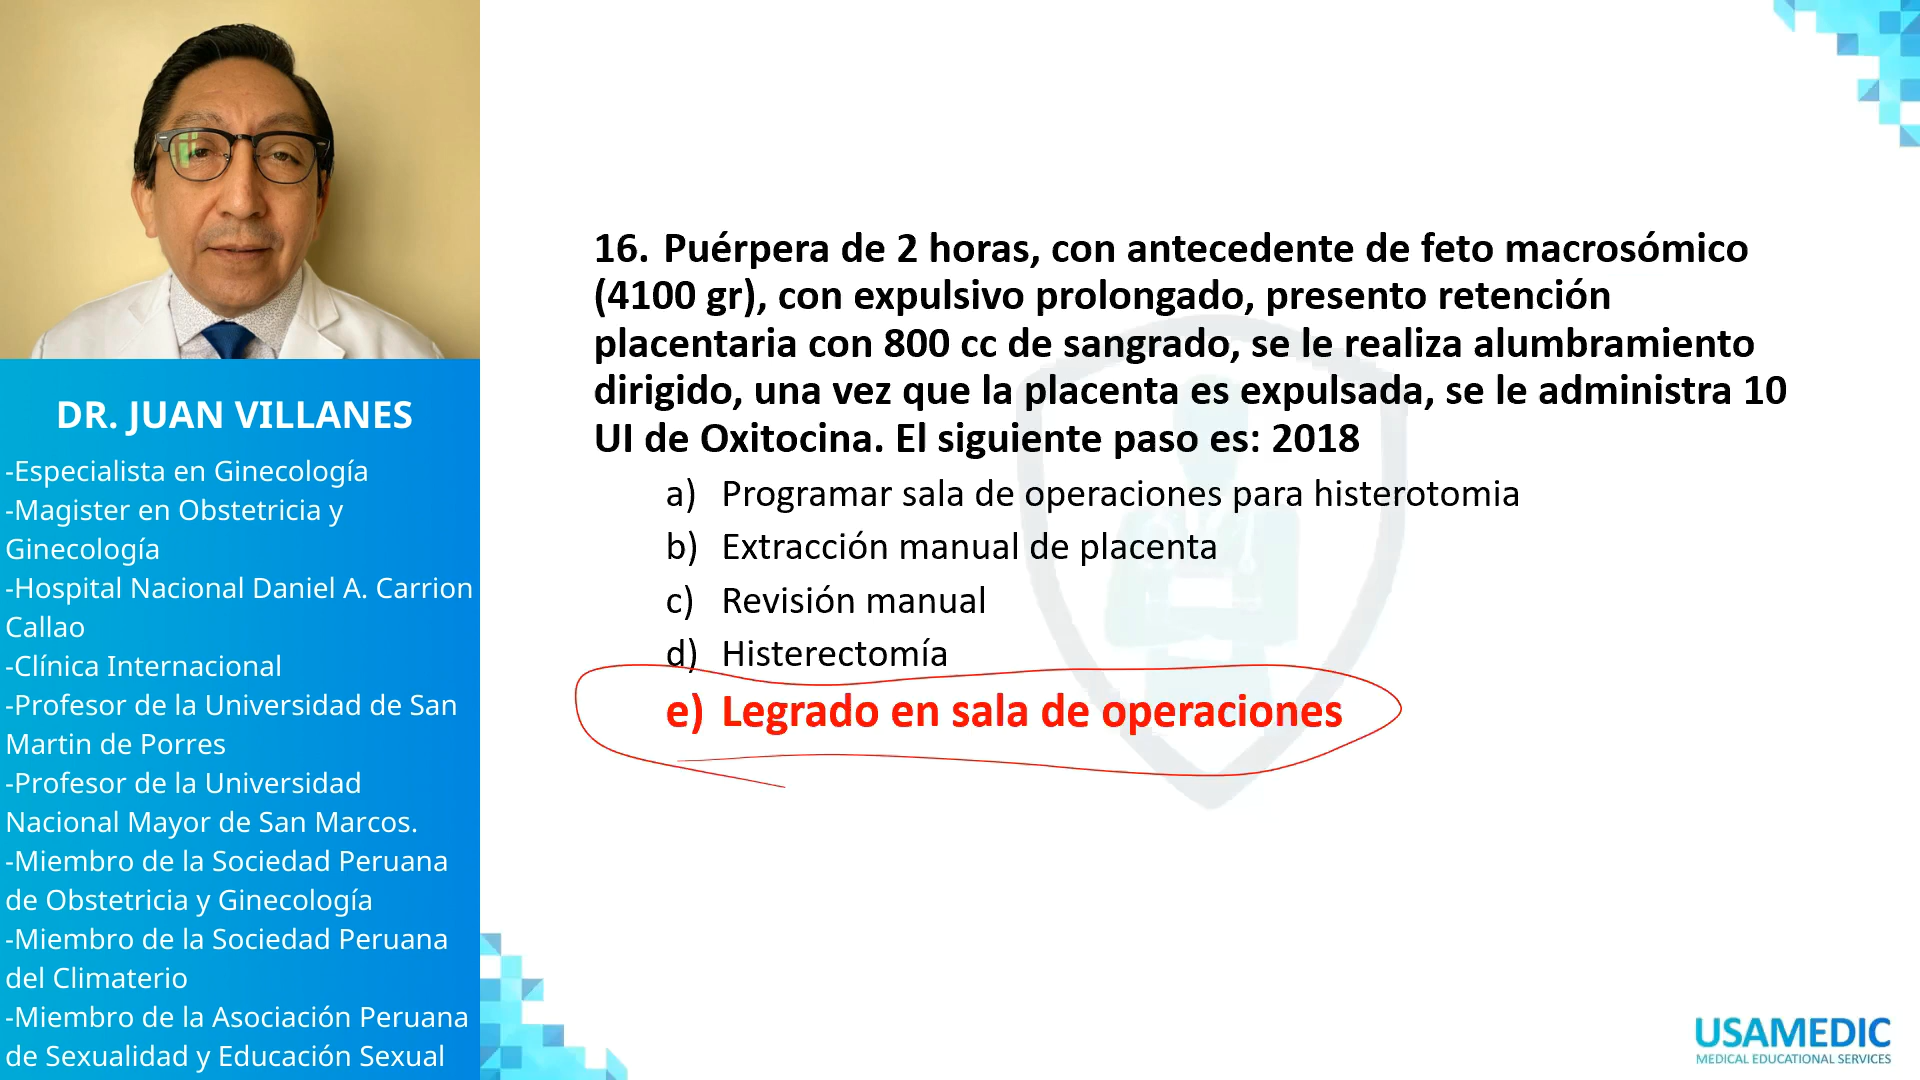 DR. JUAN VILLANES
-Especialista en Ginecología
-Magister en Obstetricia y
Ginecología
-Hospital Nacional Daniel A. Carrion
Callao
-Clínica Internacional
-Profesor de la Universidad de San
Martin de Porres
-Profesor de la Universidad
Nacional Mayor de San Marcos.
-Miembro de la Sociedad Peruana
de Obstetricia y Ginecología
-Miembro de la Sociedad Peruana
del Climaterio
-Miembro de la Asociación Peruana
de Sexualidad y Educación Sexual
16. Puérpera de 2 horas, con antecedente de feto macrosómico
(4100 gr), con expulsivo prolongado, presento retención
placentaria con 800 cc de sangrado, se le realiza alumbramiento
dirigido, una vez que la placenta es expulsada, se le administra 10
UI de Oxitocina. El siguiente paso es: 2018
a) Programar sala de operaciones para histerotomia
b) Extracción manual de placenta
c) Revisión manual
d) Histerectomía
e) Legrado en sala de operaciones
USAMEDIC
MEDICAL EDUCATIONAL SERVICES